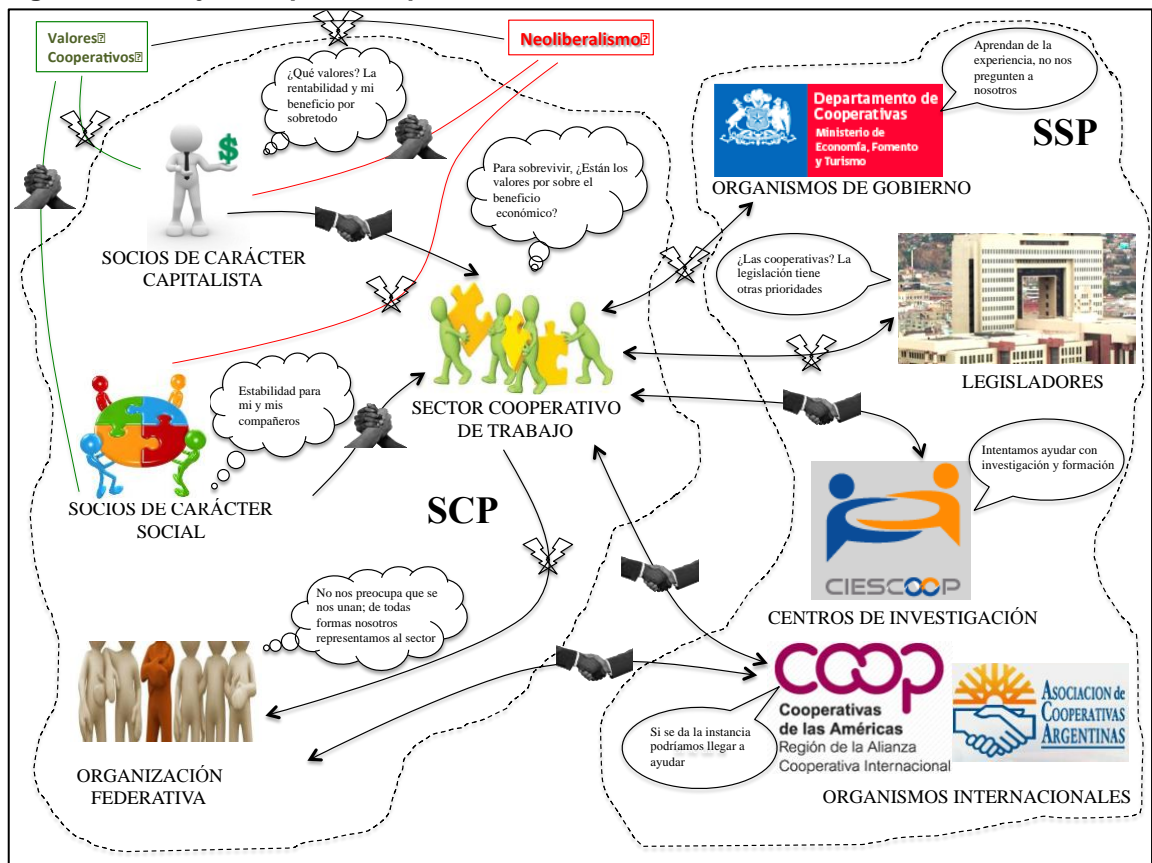 Valores
Cooperativos
Neoliberalismo
¿Qué valores? La
rentabilidad y mi
beneficio por
sobretodo
$
SOCIOS DE CARÁCTER
CAPITALISTA
Para sobrevivir, ¿Están los
valores por sobre el
beneficio
económico?
Aprendan de la
experiencia, no nos
pregunten a
nosotros
Departamento de
Cooperativas
Ministerio de
Economía, Fomento
y Turismo
SSP
ORGANISMOS DE GOBIERNO
¿Las cooperativas? La
legislación tiene
otras prioridades
LEGISLADORES
Estabilidad para
mi y mis
compañeros
SOCIOS DE CARÁCTER
SOCIAL
SECTOR COOPERATIVO
DE TRABAJO
SCP
Intentamos ayudar con
investigación y formación
CIESCOOP
CENTROS DE INVESTIGACIÓN
No nos preocupa que se
nos unan; de todas
formas nosotros
representamos al sector
ORGANIZACIÓN
FEDERATIVA
Si se da la instancia
podríamos llegar a
ayudar
coop
Cooperativas
de las Américas
Región de la Alianza
Cooperativa Internacional
ASOCIACION de
COOPERATIVAS
ARGENTINAS
ORGANISMOS INTERNACIONALES